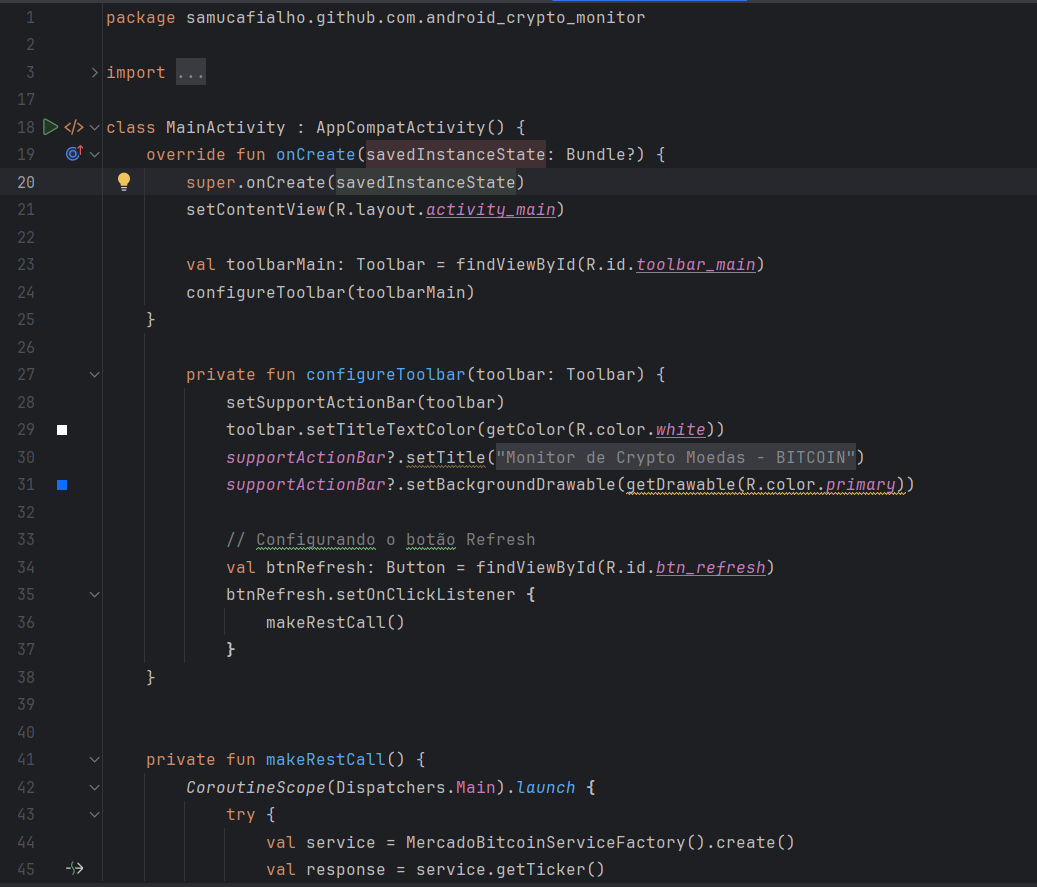 1 package samucafialho.github.com.android_crypto_monitor
2
3 import ...
17
18 class MainActivity : AppCompatActivity() {
19 override fun onCreate(savedInstanceState: Bundle?) {
20 super.onCreate(savedInstanceState)
21 setContentView(R.layout.activity_main)
22
23 val toolbarMain: Toolbar = findViewById(R.id.toolbar_main)
24 configureToolbar(toolbarMain)
25 }
26
27 private fun configureToolbar(toolbar: Toolbar) {
28 setSupportActionBar(toolbar)
29 toolbar.setTitleTextColor(getColor(R.color.white))
30 supportActionBar?.setTitle("Monitor de Crypto Moedas - BITCOIN")
31 supportActionBar?.setBackgroundDrawable(getDrawable(R.color.primary))
32
33 // Configurando o botão Refresh
34 val btnRefresh: Button = findViewById(R.id.btn_refresh)
35 btnRefresh.setOnClickListener {
36 makeRestCall()
37 }
38 }
39
40
41 private fun makeRestCall() {
42 CoroutineScope(Dispatchers.Main).launch {
43 try {
44 val service = MercadoBitcoinServiceFactory().create()
45 val response = service.getTicker()